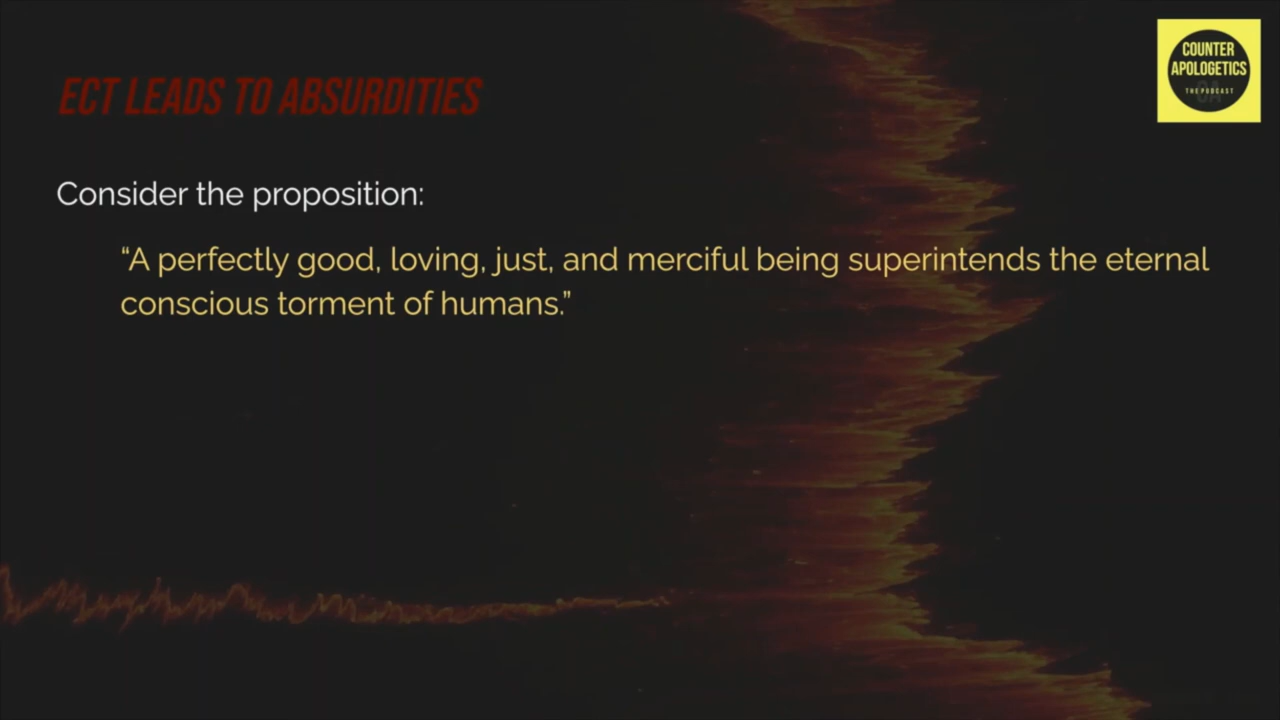 ECT LEADS TO ABSURDITIES
COUNTER
APOLOGETICS
THE PODCAST
Consider the proposition:
“A perfectly good, loving, just, and merciful being superintends the eternal
conscious torment of humans.”